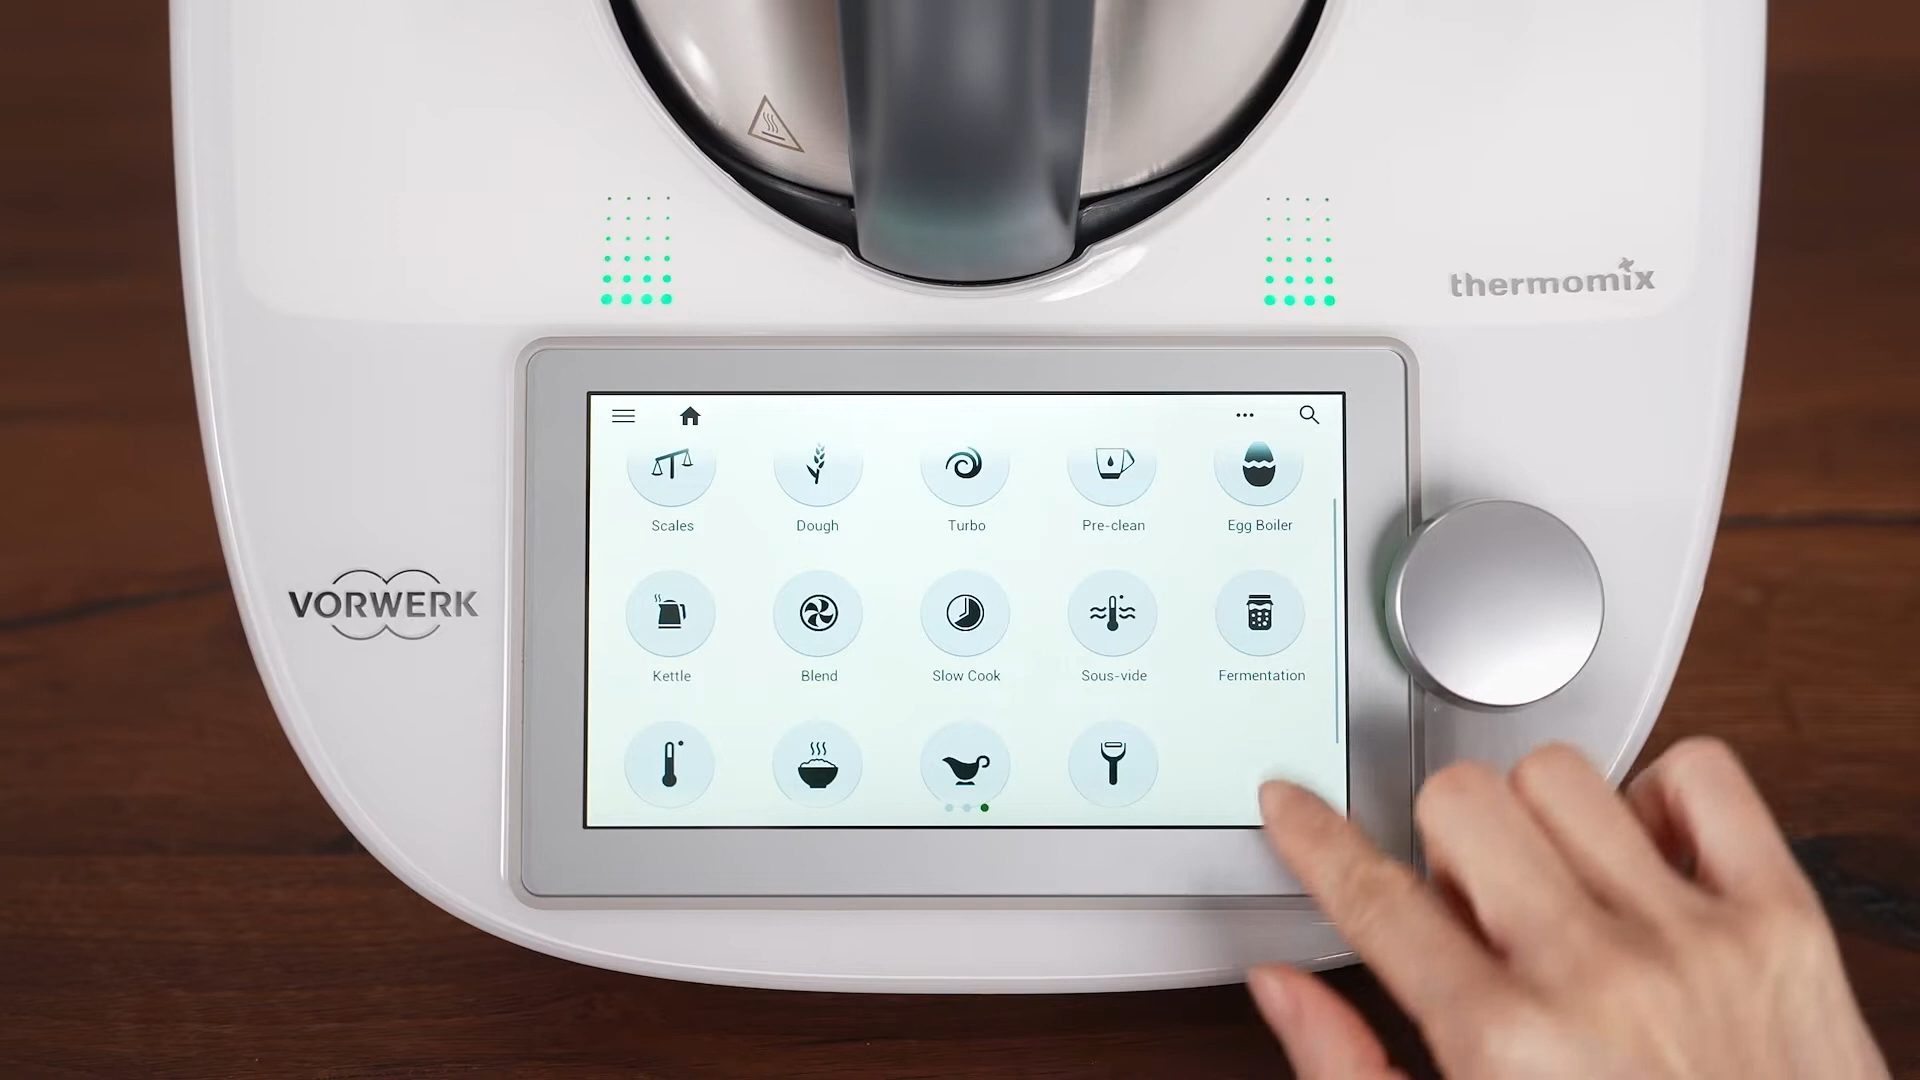 thermomix
VORWERK
Scales
Dough
Turbo
Pre-clean
Egg Boiler
Kettle
Blend
Slow Cook
Sous-vide
Fermentation